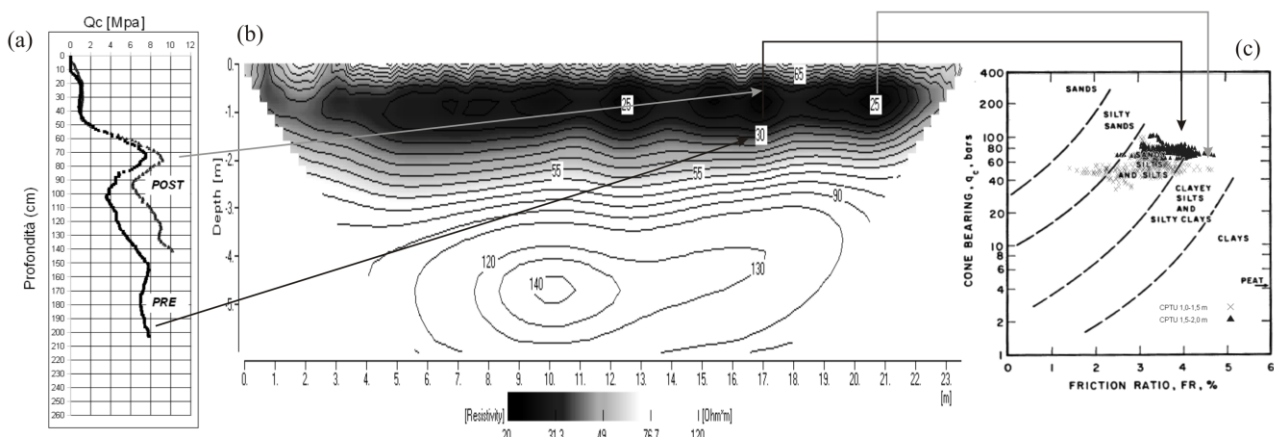 (a)
Qc [Mpa]
0 2 4 6 8 10 12
Profondità (cm)
0
10
20
30
40
50
60
70
80
90
100
110
120
130
140
150
160
170
180
190
200
210
220
230
240
250
260
POST
PRE
(b)
Depth [m]
0.
-1.
-2.
-3.
-4.
-5.
65
25
25
30
55
55
90
120
130
140
0. 1. 2. 3. 4. 5. 6. 7. 8. 9. 10. 11. 12. 13. 14. 15. 16. 17. 18. 19. 20. 21. 22. 23.
[m]
[Resistivity]
[Ohm*m]
20 31.3 49 76.7 120
(c)
CONE BEARING, qc, bars
400
200
100
80
60
40
20
10
8
6
4
2
1
SANDS
SILTY
SANDS
SILTS
AND SILTS
CLAYEY
SILTS
AND
SILTY CLAYS
CLAYS
PEAT
CPTU 1,0-1,5 m
CPTU 1,5-2,0 m
0 1 2 3 4 5 6
FRICTION RATIO, FR, %